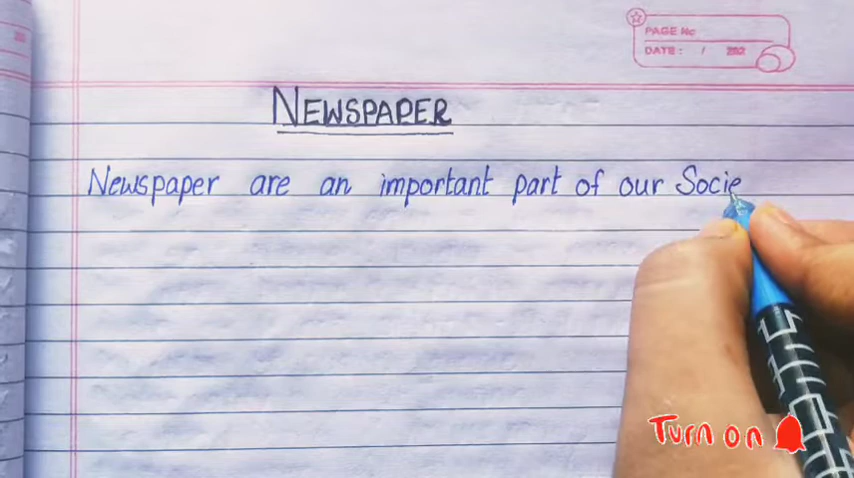 PAGE No
DATE : / 202
NEWSPAPER
Newspaper are an important part of our Socie
Turn on